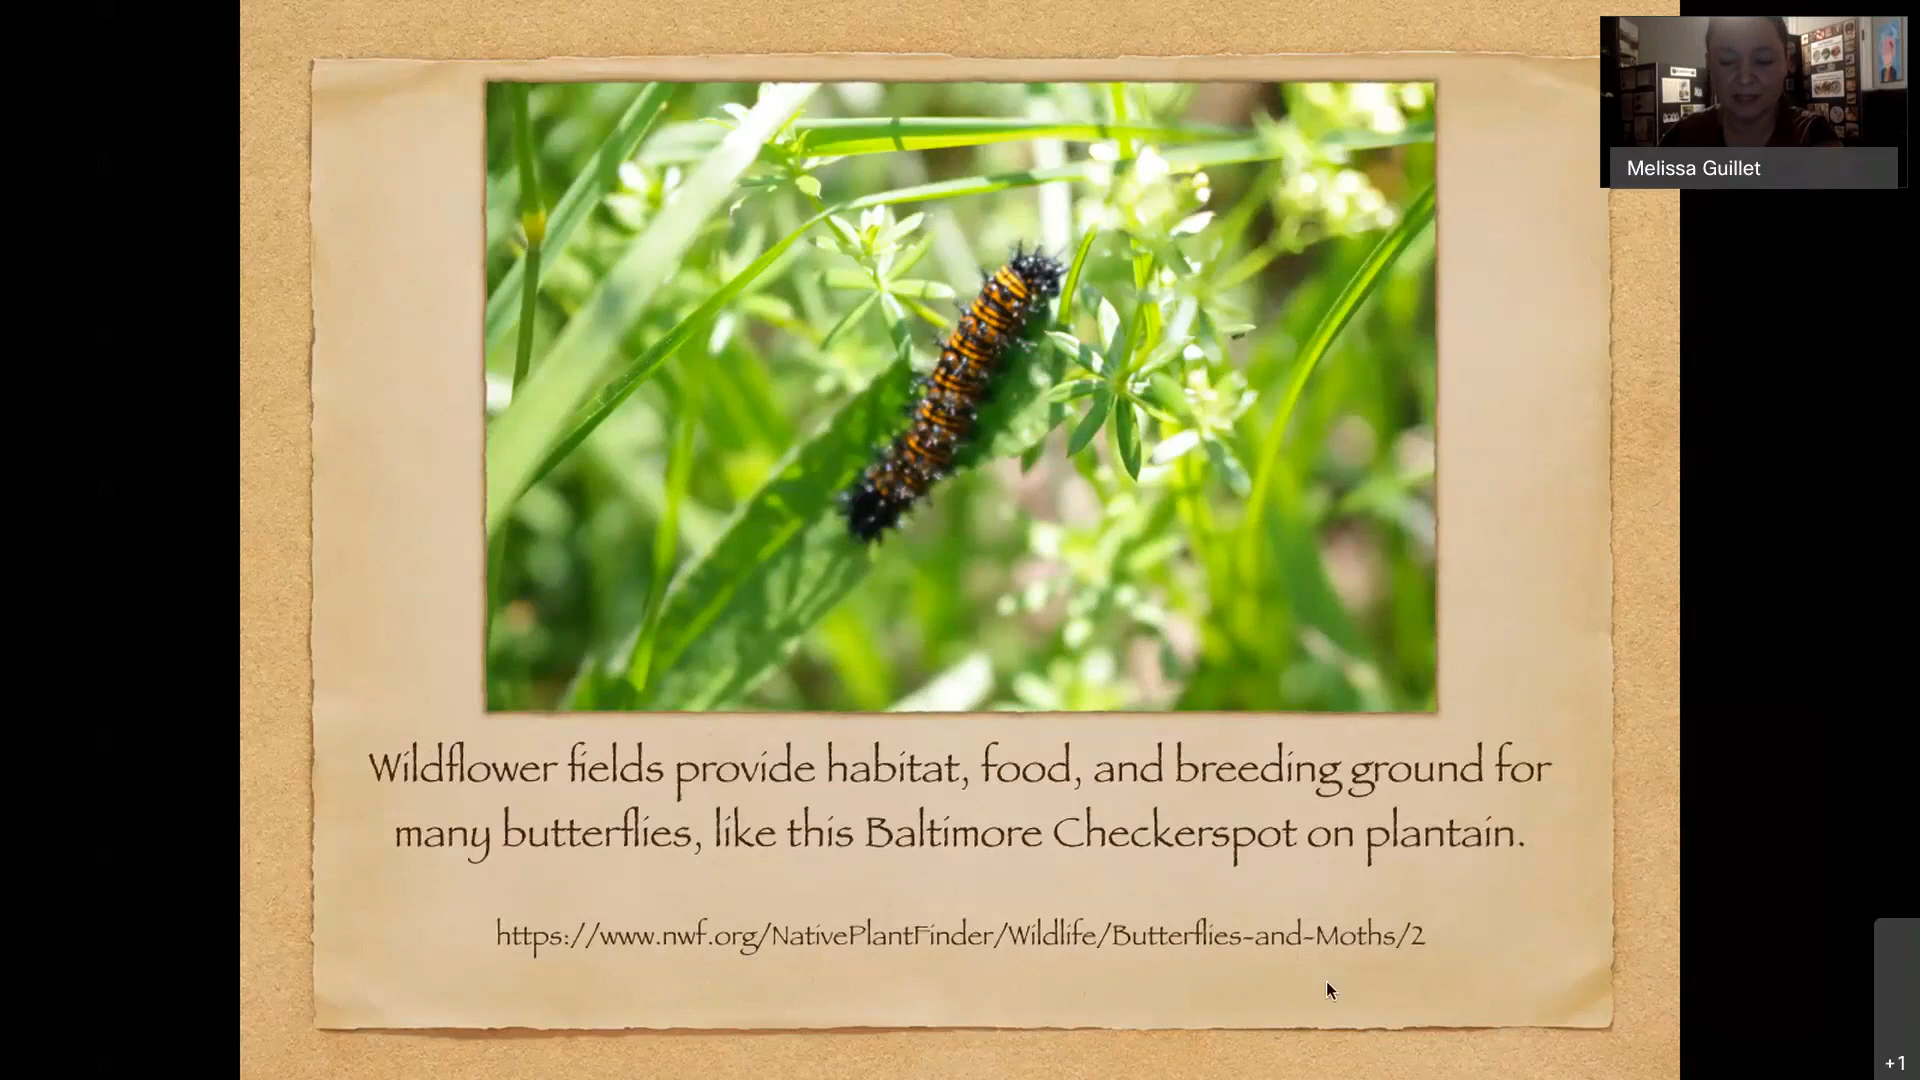 Melissa Guillet
Wildflower fields provide habitat, food, and breeding ground for
many butterflies, like this Baltimore Checkerspot on plantain.
https://www.nwf.org/NativePlantFinder/Wildlife/Butterflies-and-Moths/2
+1